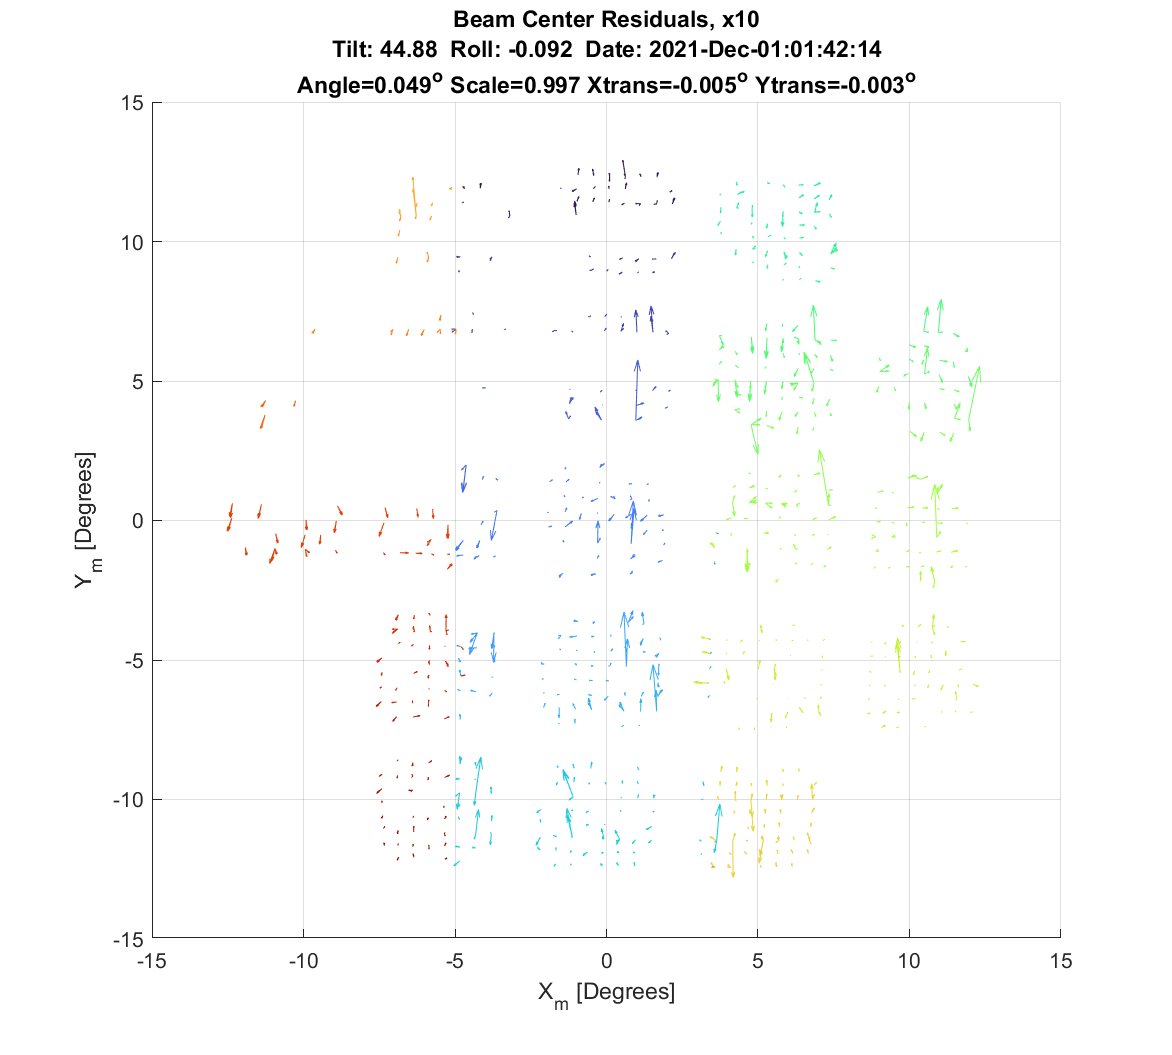 Beam Center Residuals, x10
Tilt: 44.88 Roll: -0.092 Date: 2021-Dec-01:01:42:14
Angle=0.049° Scale=0.997 Xtrans=-0.005° Ytrans=-0.003°
15
10
5
0
-5
-10
-15
Y_m [Degrees]
-15 -10 -5 0 5 10 15
X_m [Degrees]